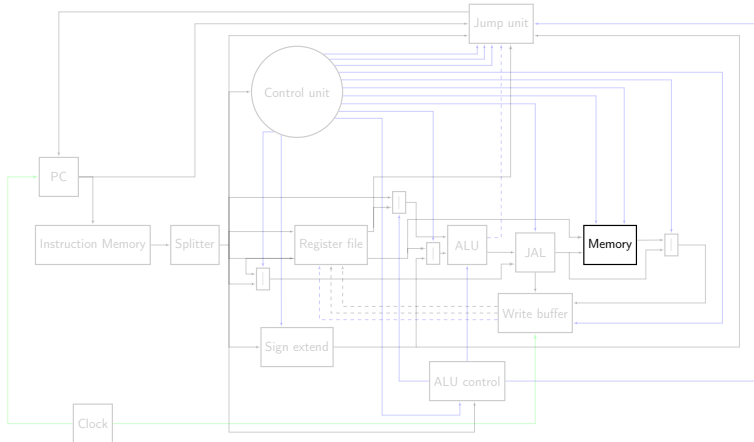 Jump unit
Control unit
PC
Instruction Memory
Splitter
Register file
ALU
JAL
Memory
Write buffer
Sign extend
ALU control
Clock